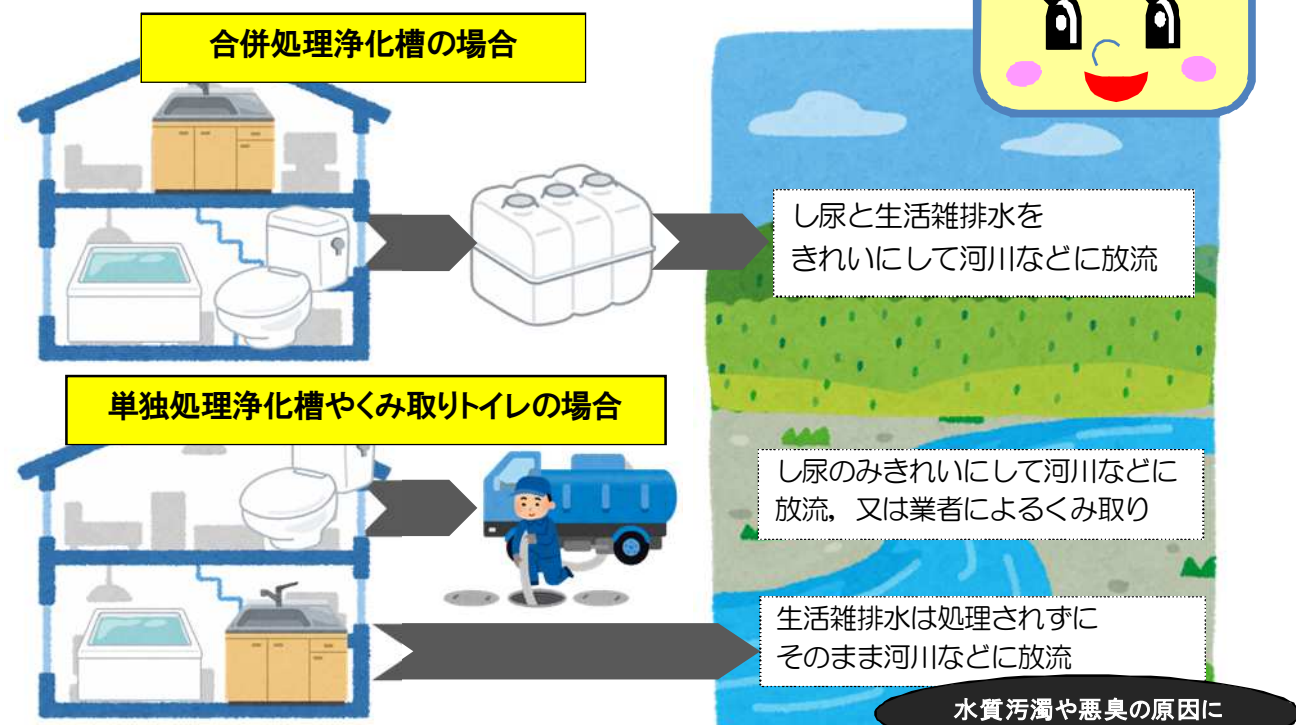 合併処理浄化槽の場合
し尿と生活雑排水を
きれいにして河川などに放流
単独処理浄化槽やくみ取りトイレの場合
し尿のみきれいにして河川などに
放流，又は業者によるくみ取り
生活雑排水は処理されずに
そのまま河川などに放流
水質汚濁や悪臭の原因に